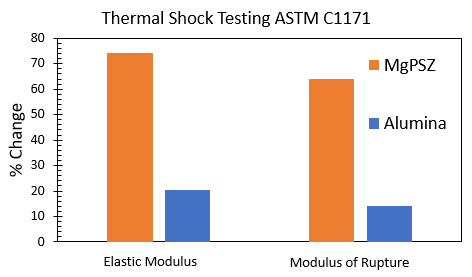 Thermal Shock Testing ASTM C1171
% Change
80
70
60
50
40
30
20
10
0
MgPSZ
Alumina
Elastic Modulus
Modulus of Rupture